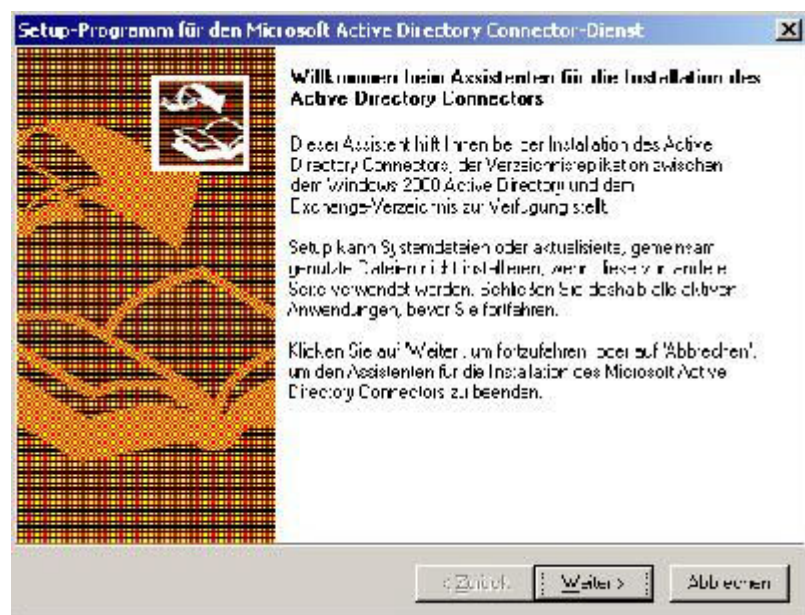 Setup-Programm für den Microsoft Active Directory Connector-Dienst
Willkommen beim Assistenten für die Installation des
Active Directory Connectors
Dieser Assistent hilft Ihnen bei der Installation des Active
Directory Connectors, der Verzeichnisreplikation zwischen
dem Windows 2000 Active Directory und dem
Exchange-Verzeichnis zur Verfügung stellt.
Setup kann Systemdateien oder aktualisierte, gemeinsam
genutzte Dateien nicht installieren, wenn diese von anderer
Seite verwendet werden. Schließen Sie deshalb alle aktiven
Anwendungen, bevor Sie fortfahren.
Klicken Sie auf 'Weiter', um fortzufahren, oder auf 'Abbrechen',
um den Assistenten für die Installation des Microsoft Active
Directory Connectors zu beenden.
< Zurück
Weiter >
Abbrechen